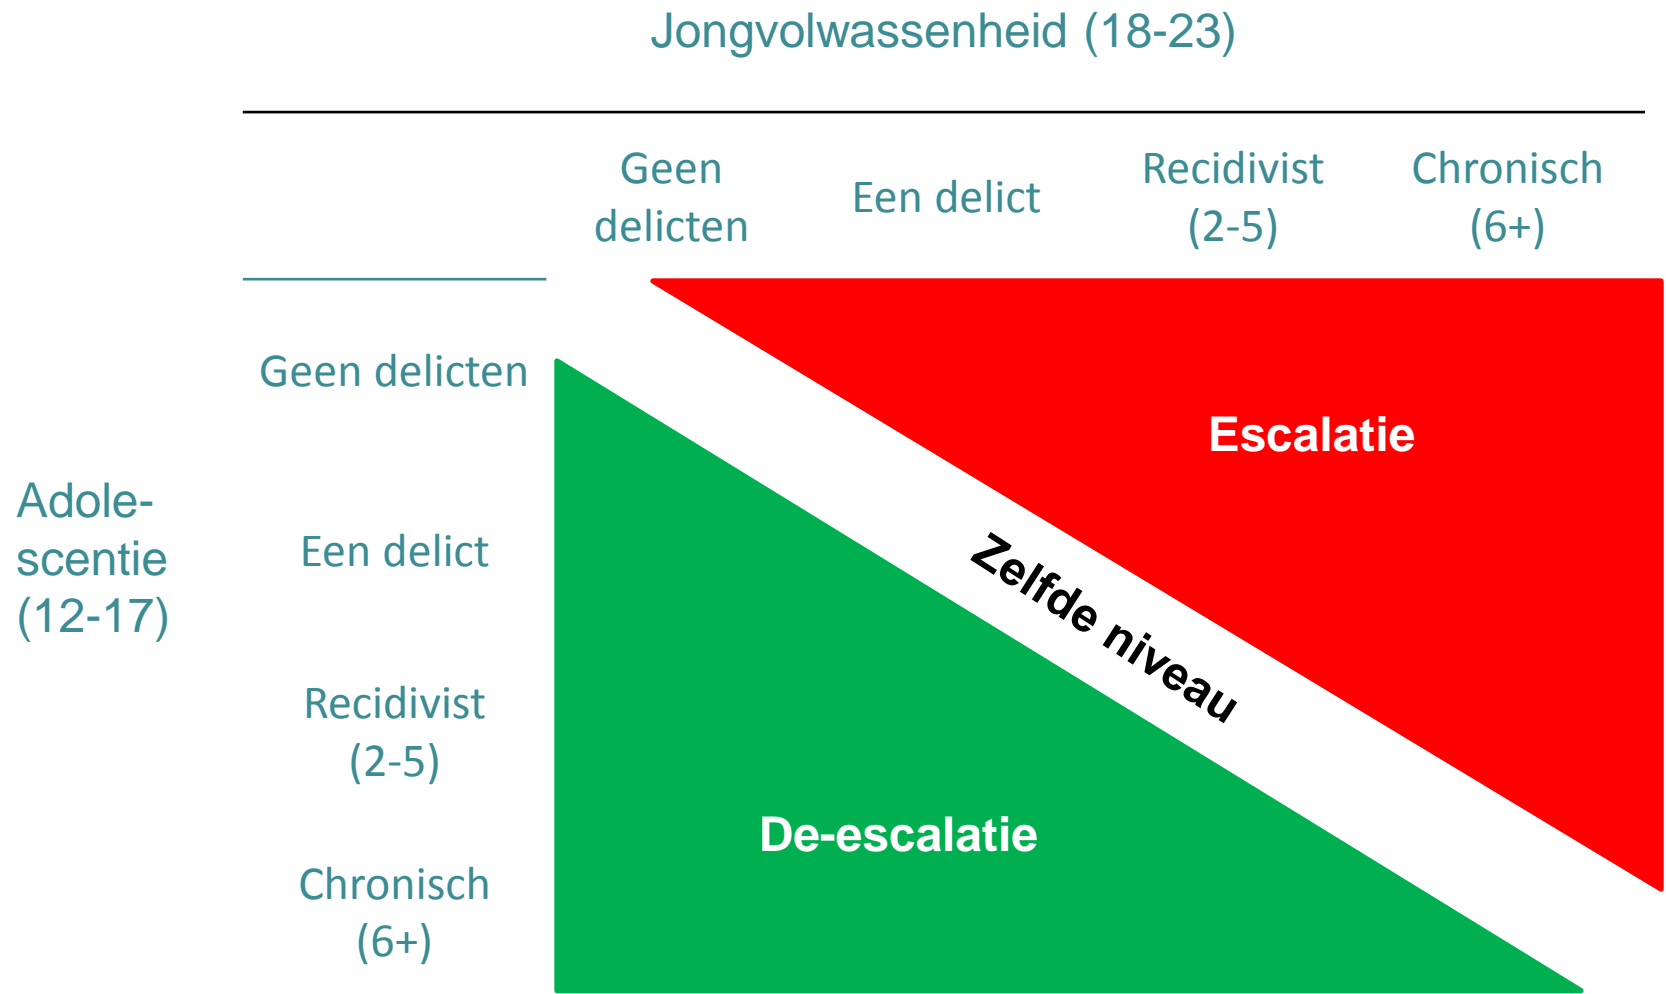 Jongvolwassenheid (18-23)
Geen
delicten
Een delict
Recidivist
(2-5)
Chronisch
(6+)
Geen delicten
Escalatie
Adole-
scentie
(12-17)
Een delict
Zelfde niveau
Recidivist
(2-5)
De-escalatie
Chronisch
(6+)